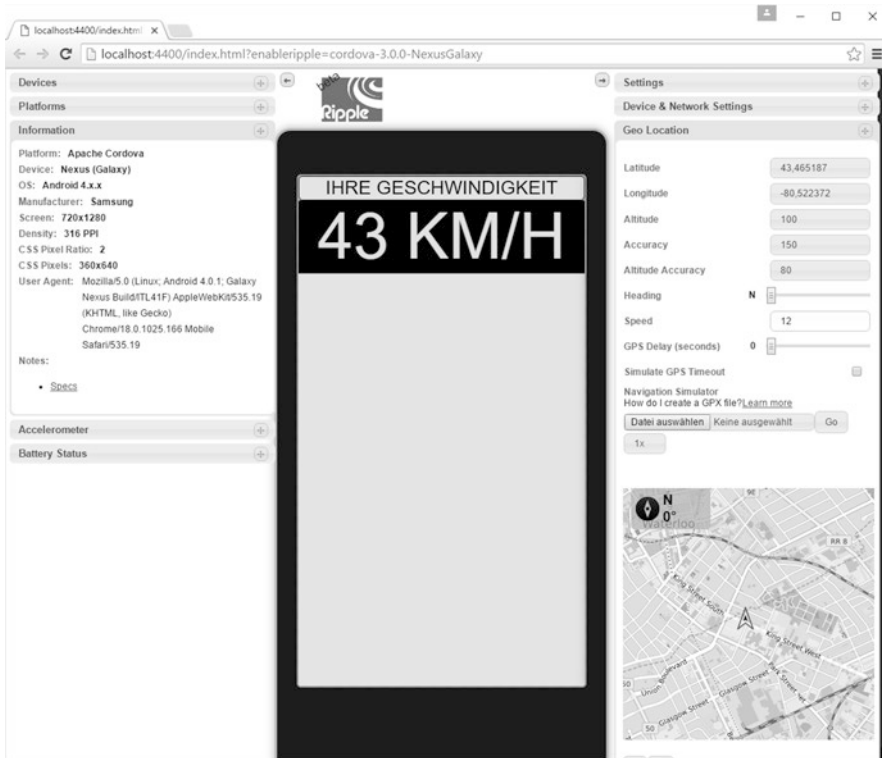 localhost:4400/index.html
localhost:4400/index.html?enableripple=cordova-3.0.0-NexusGalaxy
Devices
Platforms
Information
Platform: Apache Cordova
Device: Nexus (Galaxy)
OS: Android 4.x.x
Manufacturer: Samsung
Screen: 720x1280
Density: 316 PPI
CSS Pixel Ratio: 2
CSS Pixels: 360x640
User Agent: Mozilla/5.0 (Linux; Android 4.0.1; Galaxy
Nexus Build/ITL41F) AppleWebKit/535.19
(KHTML, like Gecko)
Chrome/18.0.1025.166 Mobile
Safari/535.19
Notes:
Specs
Accelerometer
Battery Status
beta
Ripple
IHRE GESCHWINDIGKEIT
43 KM/H
Settings
Device & Network Settings
Geo Location
Latitude 43,465187
Longitude -80,522372
Altitude 100
Accuracy 150
Altitude Accuracy 80
Heading N
Speed 12
GPS Delay (seconds) 0
Simulate GPS Timeout
Navigation Simulator
How do I create a GPX file?Learn more
Datei auswählen Keine ausgewählt Go
1x
N
0°
Waterloo
RR 8
King Street South
King Street West
Union Boulevard
Glasgow Street
Park Street
50
Glasgow Street